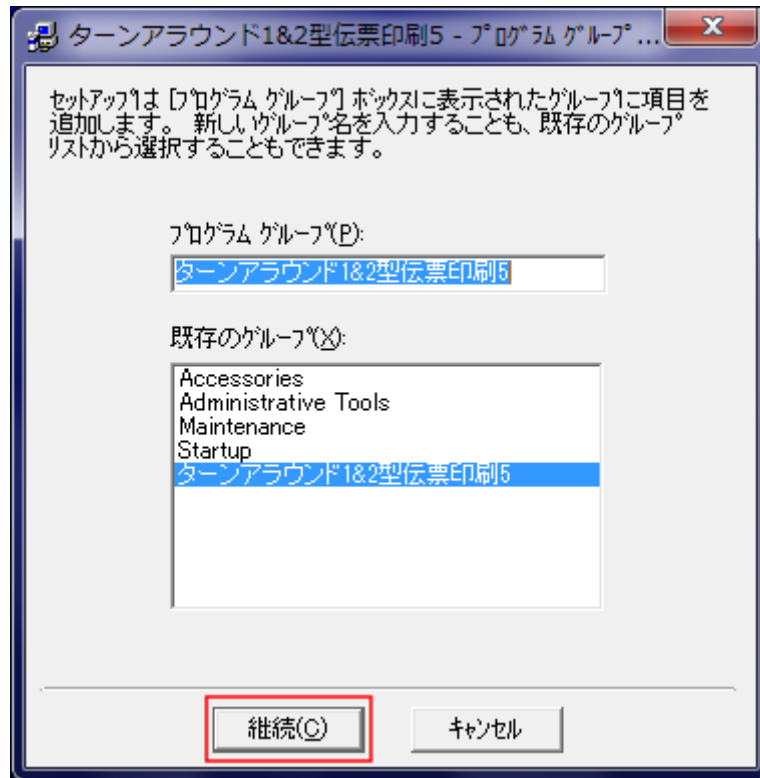 ターンアラウンド1&2型伝票印刷5 - ﾌﾟﾛｸﾞﾗﾑ ｸﾞﾙｰﾌﾟ...
ｾｯﾄｱｯﾌﾟは [ﾌﾟﾛｸﾞﾗﾑ ｸﾞﾙｰﾌﾟ] ﾎﾞｯｸｽに表示されたｸﾞﾙｰﾌﾟに項目を
追加します。 新しいｸﾞﾙｰﾌﾟ名を入力することも、既存のｸﾞﾙｰﾌﾟ
ﾘｽﾄから選択することもできます。
ﾌﾟﾛｸﾞﾗﾑ ｸﾞﾙｰﾌﾟ(P):
ターンアラウンド1&2型伝票印刷5
既存のｸﾞﾙｰﾌﾟ(X):
Accessories
Administrative Tools
Maintenance
Startup
ターンアラウンド1&2型伝票印刷5
継続(C)
ｷｬﾝｾﾙ